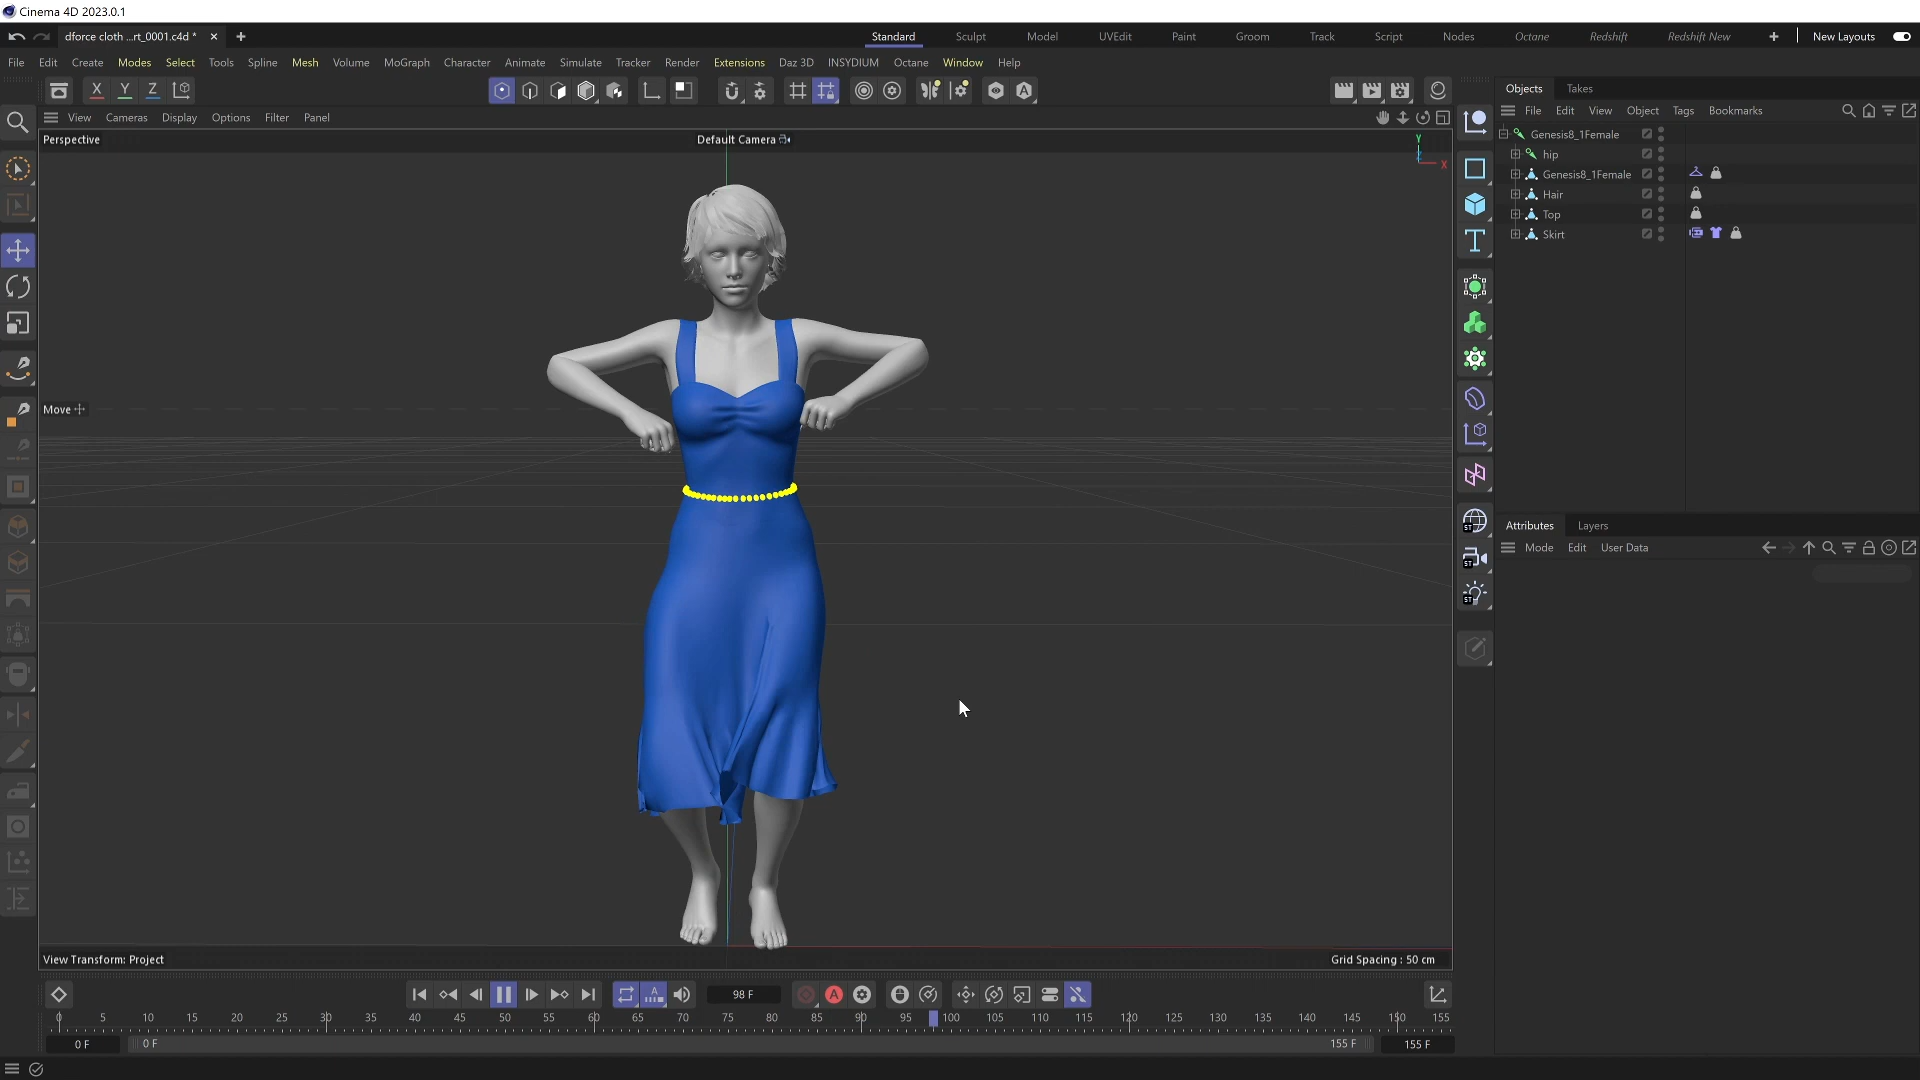 Cinema 4D 2023.0.1
dforce cloth ...rt_0001.c4d *
Standard Sculpt Model UVEdit Paint Groom Track Script Nodes Octane Redshift Redshift New New Layouts
File Edit Create Modes Select Tools Spline Mesh Volume MoGraph Character Animate Simulate Tracker Render Extensions Daz 3D INSYDIUM Octane Window Help
X Y Z
Objects Takes
File Edit View Object Tags Bookmarks
View Cameras Display Options Filter Panel
Perspective
Default Camera
Y
Z
X
Genesis8_1Female
hip
Genesis8_1Female
Hair
Top
Skirt
Move
ST
ST
ST
Attributes Layers
Mode Edit User Data
View Transform: Project
Grid Spacing : 50 cm
A
98 F
A
0 5 10 15 20 25 30 35 40 45 50 55 60 65 70 75 80 85 90 95 100 105 110 115 120 125 130 135 140 145 150 155
0 F
0 F
155 F
155 F